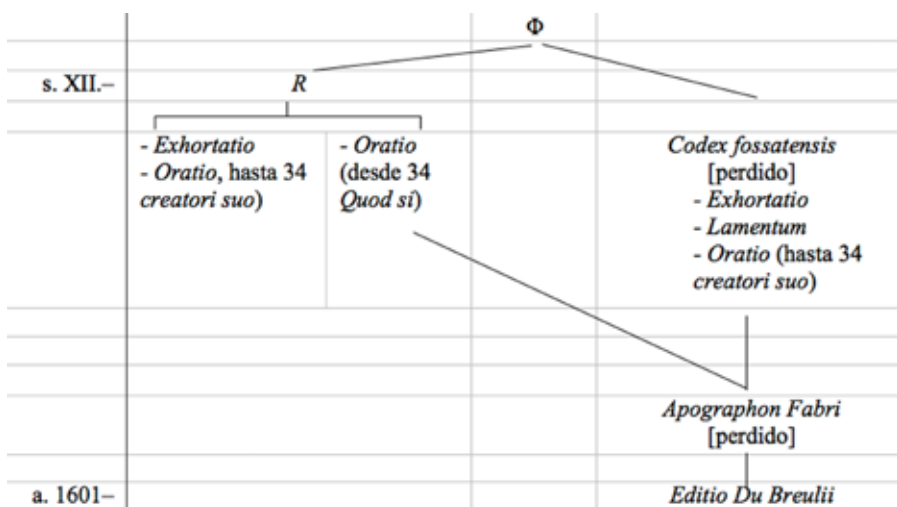 Φ
s. XII.– R
- Exhortatio
- Oratio, hasta 34
creatori suo)
- Oratio
(desde 34
Quod si)
Codex fossatensis
[perdido]
- Exhortatio
- Lamentum
- Oratio (hasta 34
creatori suo)
Apographon Fabri
[perdido]
a. 1601– Editio Du Breulii